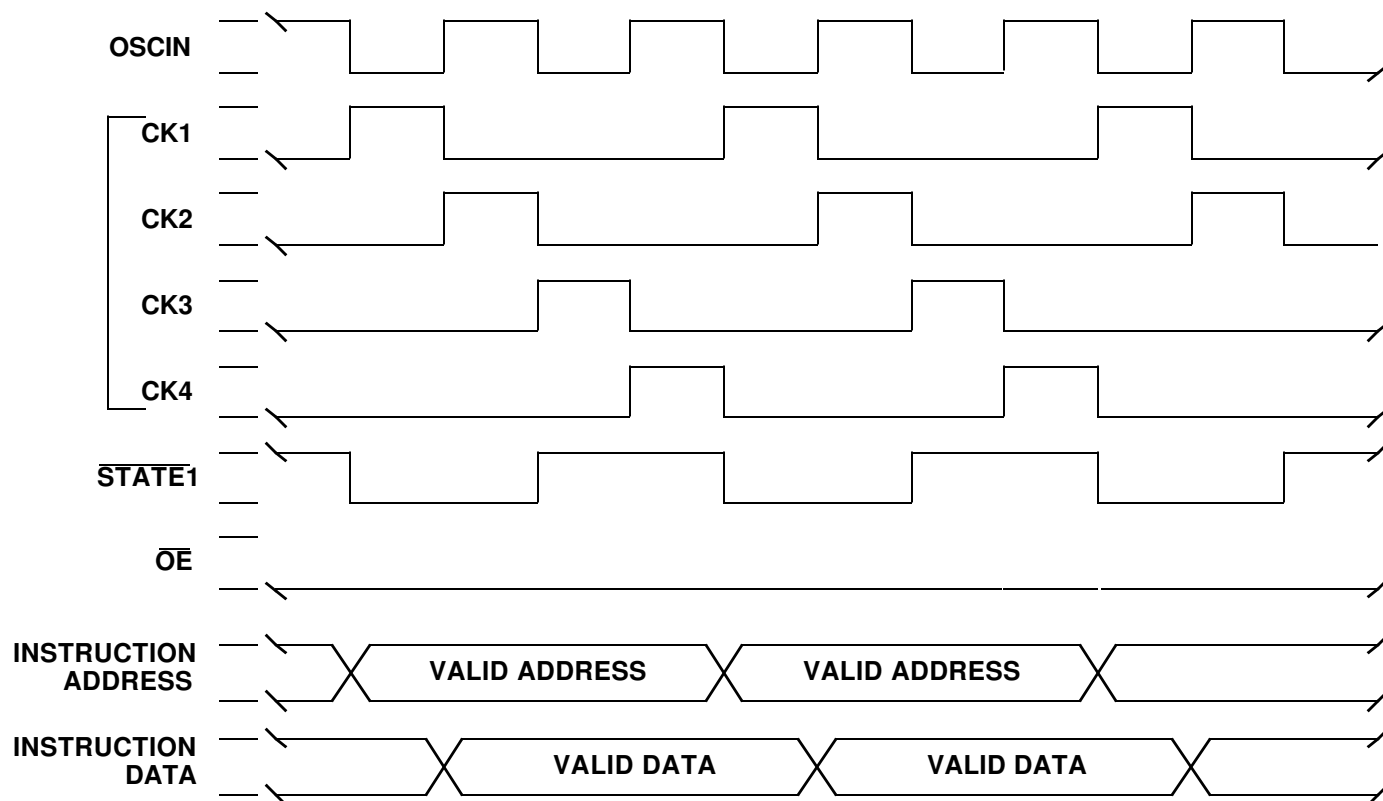 OSCIN
CK1
CK2
CK3
CK4
STATE1
OE
INSTRUCTION
ADDRESS
VALID ADDRESS
VALID ADDRESS
INSTRUCTION
DATA
VALID DATA
VALID DATA